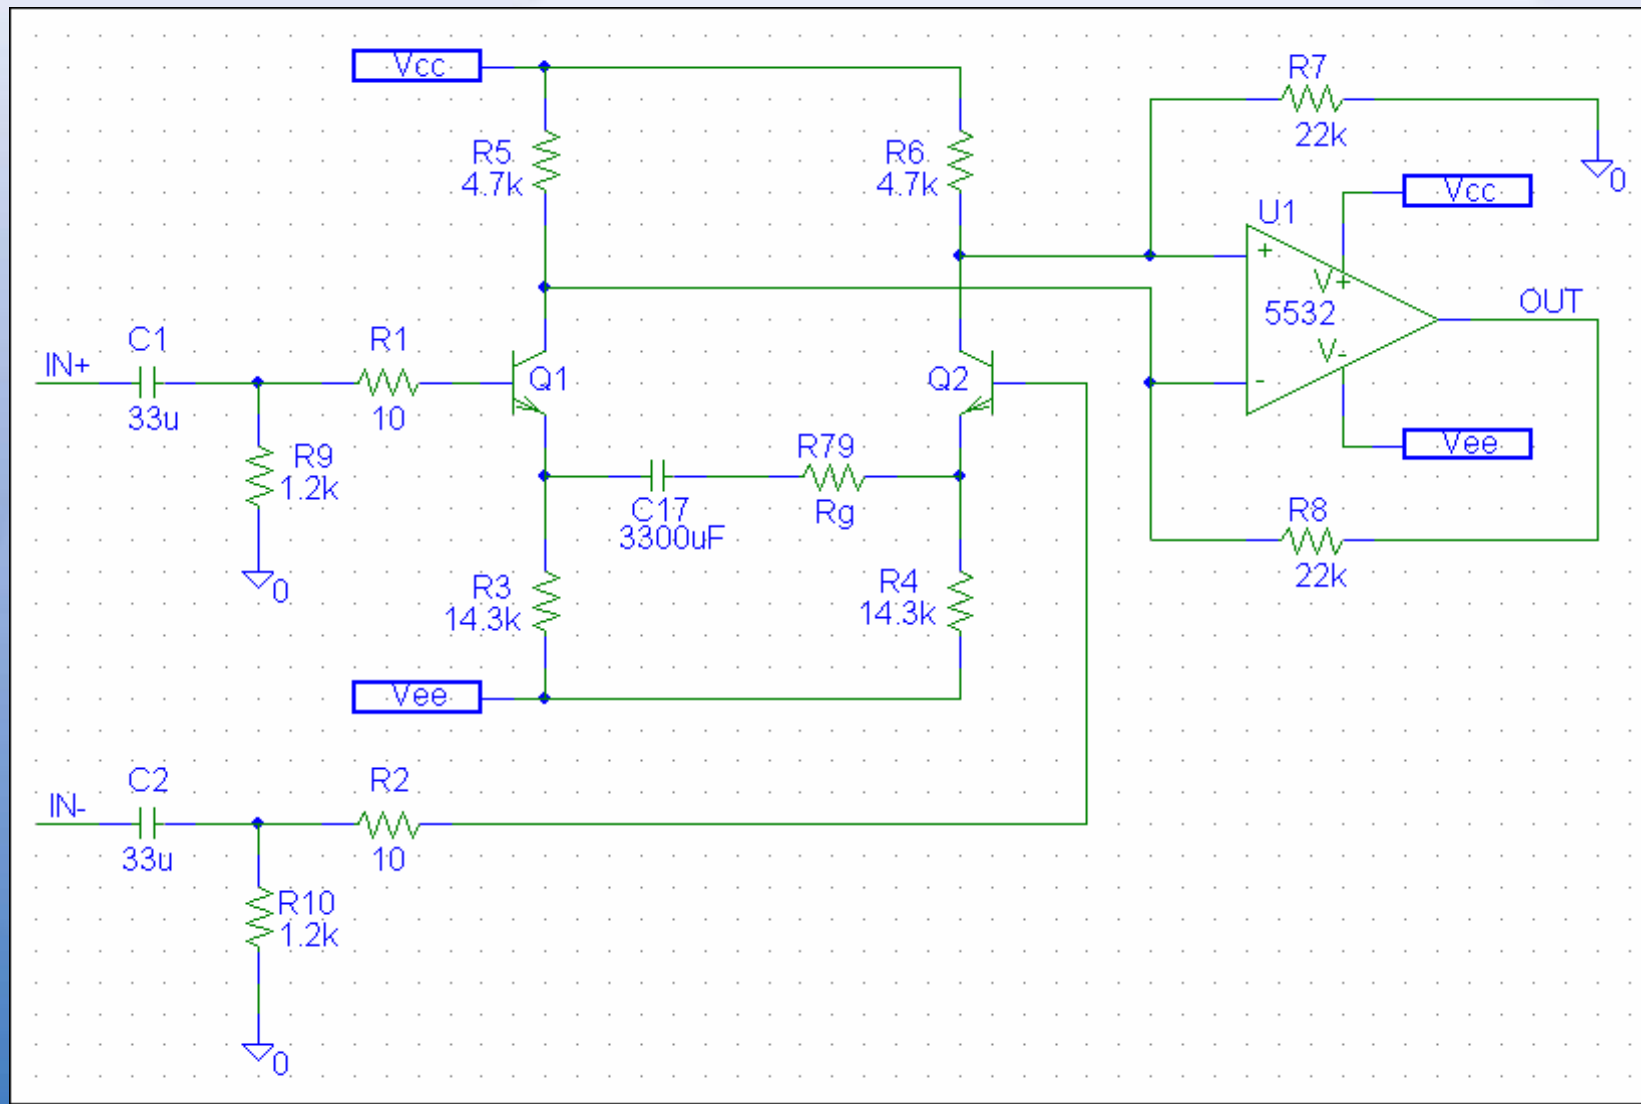 Vcc
R7
22k
R5
4.7k
R6
4.7k
0
Vcc
U1
+
V+
5532
V-
-
OUT
C1
IN+
33u
R1
10
Q1
Q2
R9
1.2k
0
R79
Rg
C17
3300uF
Vee
R8
22k
R3
14.3k
R4
14.3k
Vee
C2
IN-
33u
R2
10
R10
1.2k
0